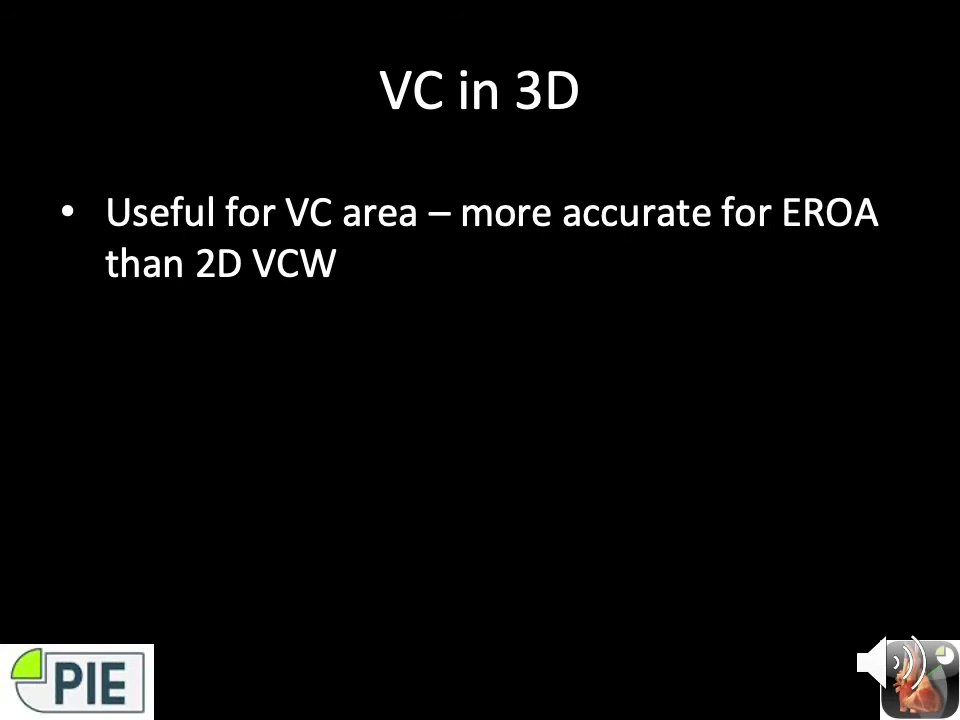 VC in 3D
• Useful for VC area – more accurate for EROA
than 2D VCW
PIE